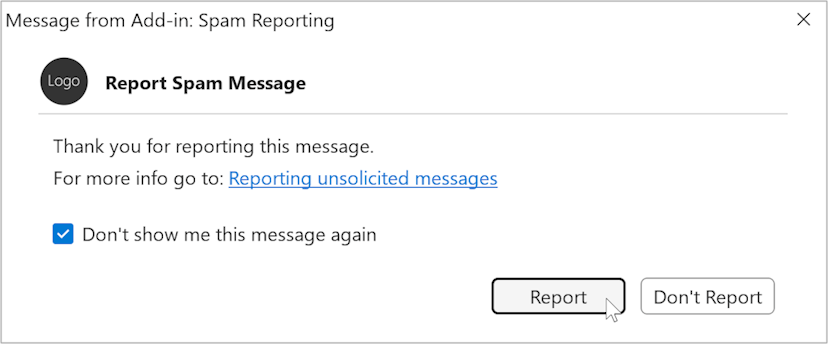 Message from Add-in: Spam Reporting
Logo
Report Spam Message
Thank you for reporting this message.
For more info go to: Reporting unsolicited messages
Don't show me this message again
Report
Don't Report